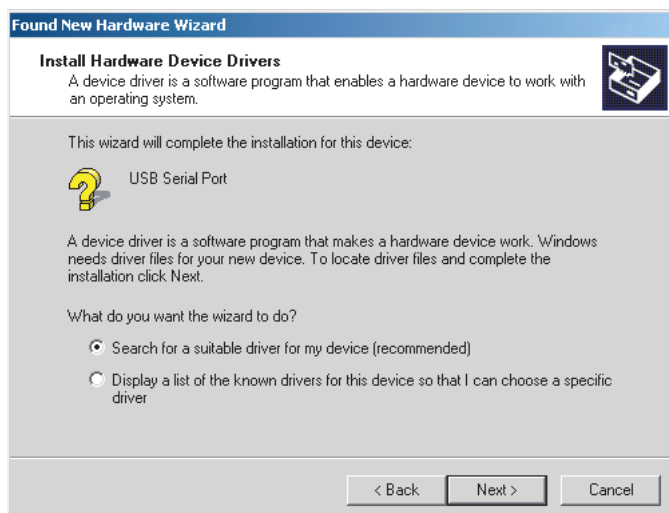 Found New Hardware Wizard
Install Hardware Device Drivers
A device driver is a software program that enables a hardware device to work with
an operating system.
This wizard will complete the installation for this device:
USB Serial Port
A device driver is a software program that makes a hardware device work. Windows
needs driver files for your new device. To locate driver files and complete the
installation click Next.
What do you want the wizard to do?
Search for a suitable driver for my device (recommended)
Display a list of the known drivers for this device so that I can choose a specific
driver
< Back Next > Cancel